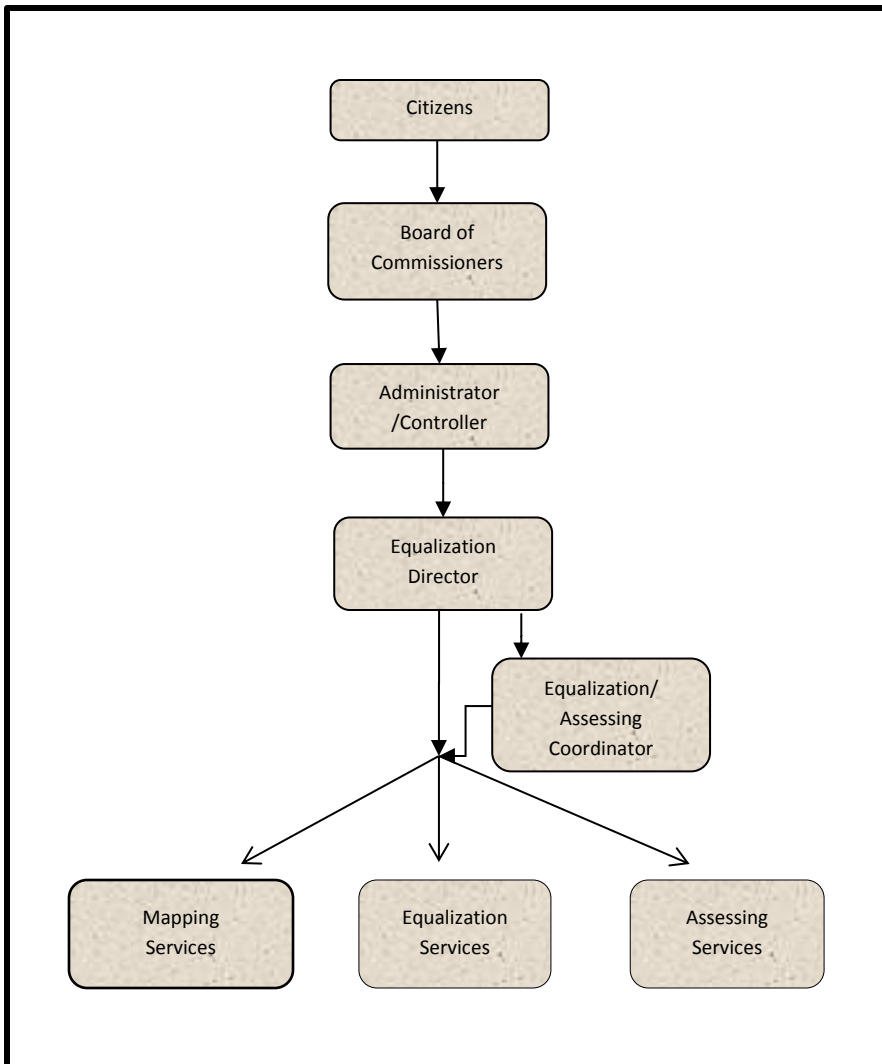 Citizens
Board of
Commissioners
Administrator
/Controller
Equalization
Director
Equalization/
Assessing
Coordinator
Mapping
Services
Equalization
Services
Assessing
Services